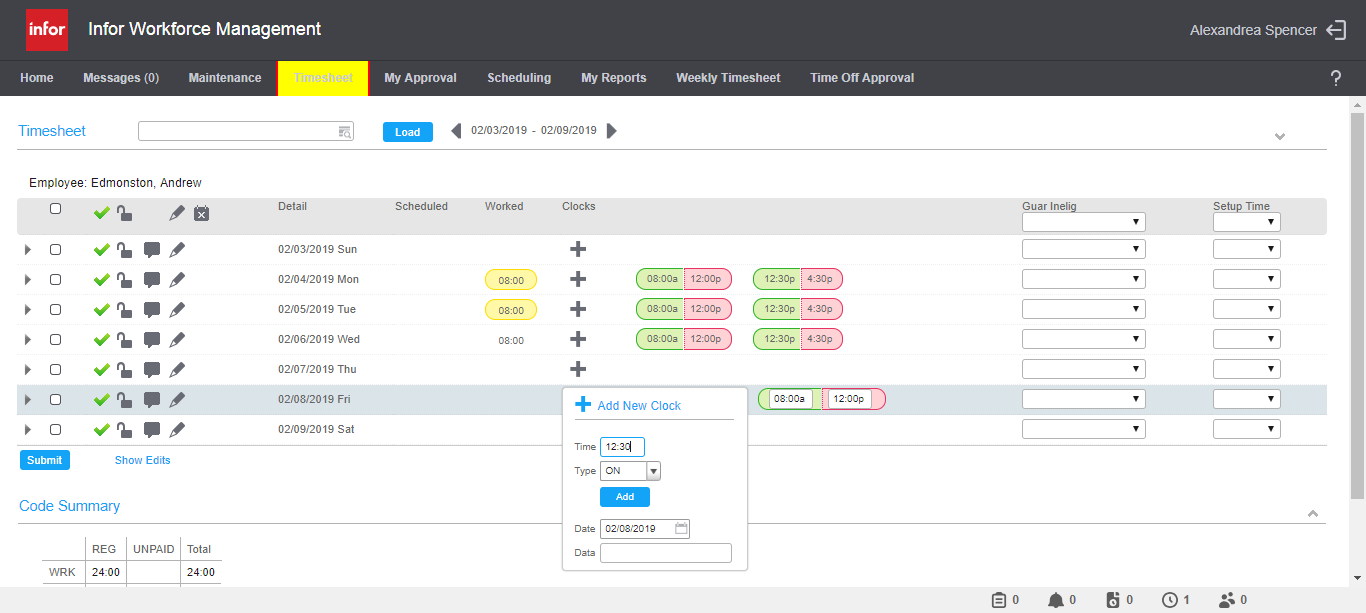 infor Infor Workforce Management Alexandrea Spencer
Home Messages (0) Maintenance Timesheet My Approval Scheduling My Reports Weekly Timesheet Time Off Approval ?
Timesheet Load 02/03/2019 - 02/09/2019
Employee: Edmonston, Andrew
Detail Scheduled Worked Clocks Guar Inelig Setup Time
02/03/2019 Sun
02/04/2019 Mon 08:00 08:00a 12:00p 12:30p 4:30p
02/05/2019 Tue 08:00 08:00a 12:00p 12:30p 4:30p
02/06/2019 Wed 08:00 08:00a 12:00p 12:30p 4:30p
02/07/2019 Thu
02/08/2019 Fri 08:00a 12:00p
02/09/2019 Sat
Add New Clock
Time 12:30
Type ON
Add
Date 02/08/2019
Data
Submit Show Edits
Code Summary
REG UNPAID Total
WRK 24:00 24:00
0 0 0 1 0